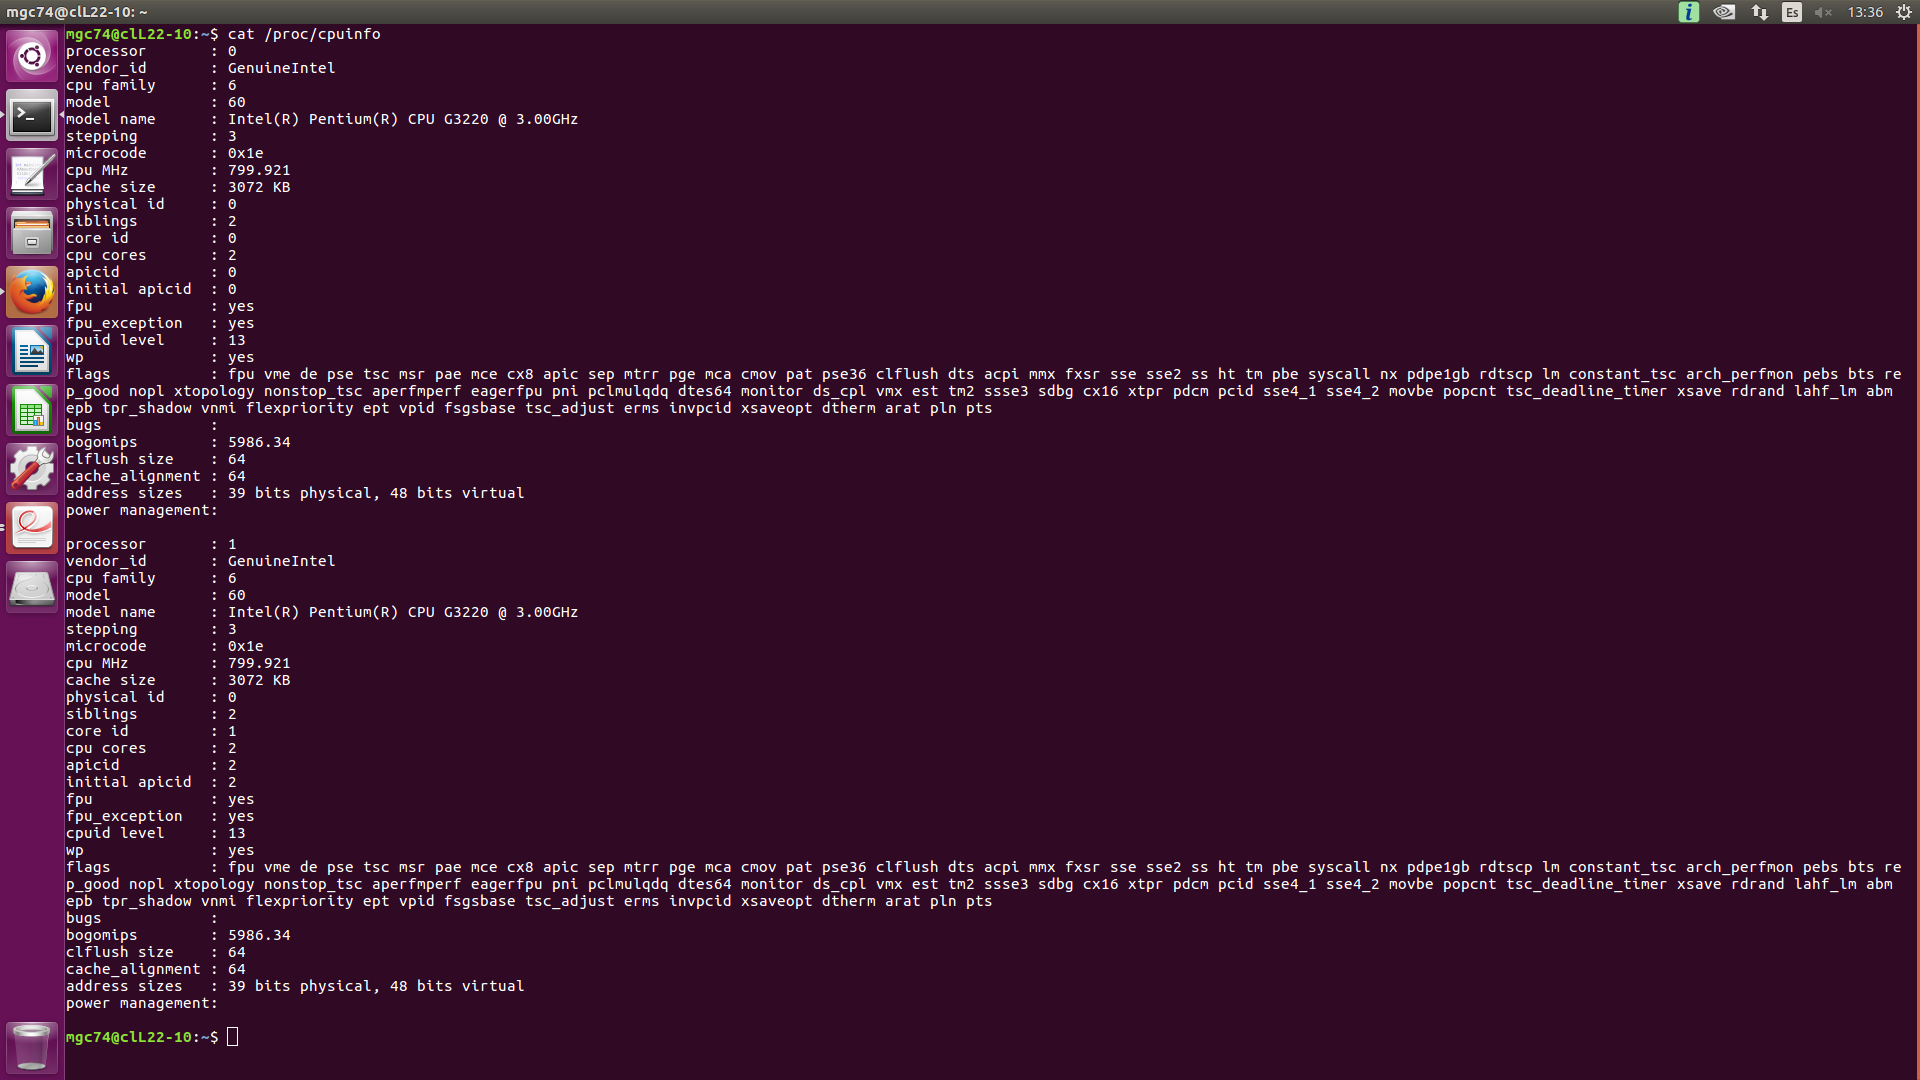 mgc74@clL22-10: ~
Es
13:36
mgc74@clL22-10:~$ cat /proc/cpuinfo
processor : 0
vendor_id : GenuineIntel
cpu family : 6
model : 60
model name : Intel(R) Pentium(R) CPU G3220 @ 3.00GHz
stepping : 3
microcode : 0x1e
cpu MHz : 799.921
cache size : 3072 KB
physical id : 0
siblings : 2
core id : 0
cpu cores : 2
apicid : 0
initial apicid : 0
fpu : yes
fpu_exception : yes
cpuid level : 13
wp : yes
flags : fpu vme de pse tsc msr pae mce cx8 apic sep mtrr pge mca cmov pat pse36 clflush dts acpi mmx fxsr sse sse2 ss ht tm pbe syscall nx pdpe1gb rdtscp lm constant_tsc arch_perfmon pebs bts re
p_good nopl xtopology nonstop_tsc aperfmperf eagerfpu pni pclmulqdq dtes64 monitor ds_cpl vmx est tm2 ssse3 sdbg cx16 xtpr pdcm pcid sse4_1 sse4_2 movbe popcnt tsc_deadline_timer xsave rdrand lahf_lm abm
epb tpr_shadow vnmi flexpriority ept vpid fsgsbase tsc_adjust erms invpcid xsaveopt dtherm arat pln pts
bugs :
bogomips : 5986.34
clflush size : 64
cache_alignment : 64
address sizes : 39 bits physical, 48 bits virtual
power management:
processor : 1
vendor_id : GenuineIntel
cpu family : 6
model : 60
model name : Intel(R) Pentium(R) CPU G3220 @ 3.00GHz
stepping : 3
microcode : 0x1e
cpu MHz : 799.921
cache size : 3072 KB
physical id : 0
siblings : 2
core id : 1
cpu cores : 2
apicid : 2
initial apicid : 2
fpu : yes
fpu_exception : yes
cpuid level : 13
wp : yes
flags : fpu vme de pse tsc msr pae mce cx8 apic sep mtrr pge mca cmov pat pse36 clflush dts acpi mmx fxsr sse sse2 ss ht tm pbe syscall nx pdpe1gb rdtscp lm constant_tsc arch_perfmon pebs bts re
p_good nopl xtopology nonstop_tsc aperfmperf eagerfpu pni pclmulqdq dtes64 monitor ds_cpl vmx est tm2 ssse3 sdbg cx16 xtpr pdcm pcid sse4_1 sse4_2 movbe popcnt tsc_deadline_timer xsave rdrand lahf_lm abm
epb tpr_shadow vnmi flexpriority ept vpid fsgsbase tsc_adjust erms invpcid xsaveopt dtherm arat pln pts
bugs :
bogomips : 5986.34
clflush size : 64
cache_alignment : 64
address sizes : 39 bits physical, 48 bits virtual
power management:
mgc74@clL22-10:~$